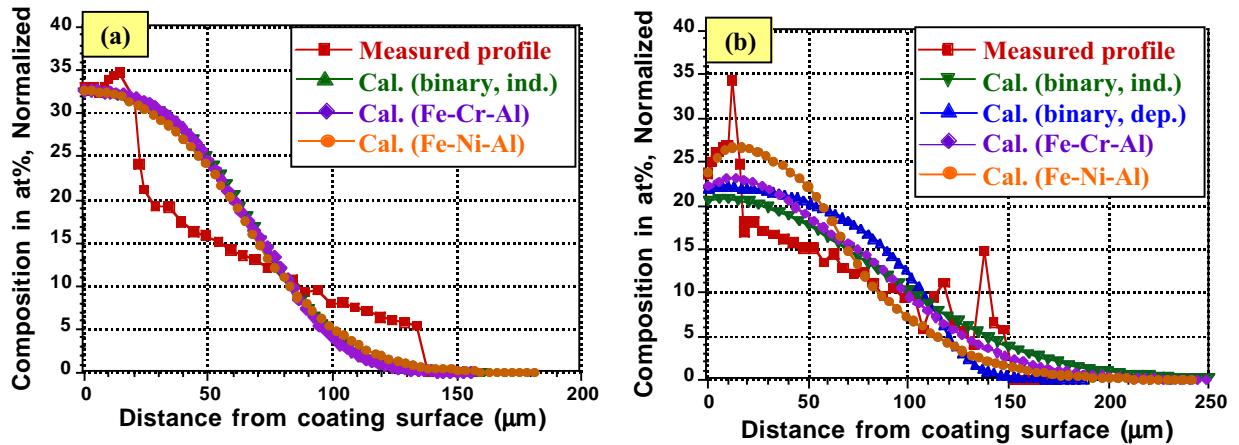 (a)
Composition in at%, Normalized
40
35
30
25
20
15
10
5
0
Measured profile
Cal. (binary, ind.)
Cal. (Fe-Cr-Al)
Cal. (Fe-Ni-Al)
0 50 100 150 200
Distance from coating surface (μm)
(b)
Composition in at%, Normalized
40
35
30
25
20
15
10
5
0
Measured profile
Cal. (binary, ind.)
Cal. (binary, dep.)
Cal. (Fe-Cr-Al)
Cal. (Fe-Ni-Al)
0 50 100 150 200 250
Distance from coating surface (μm)